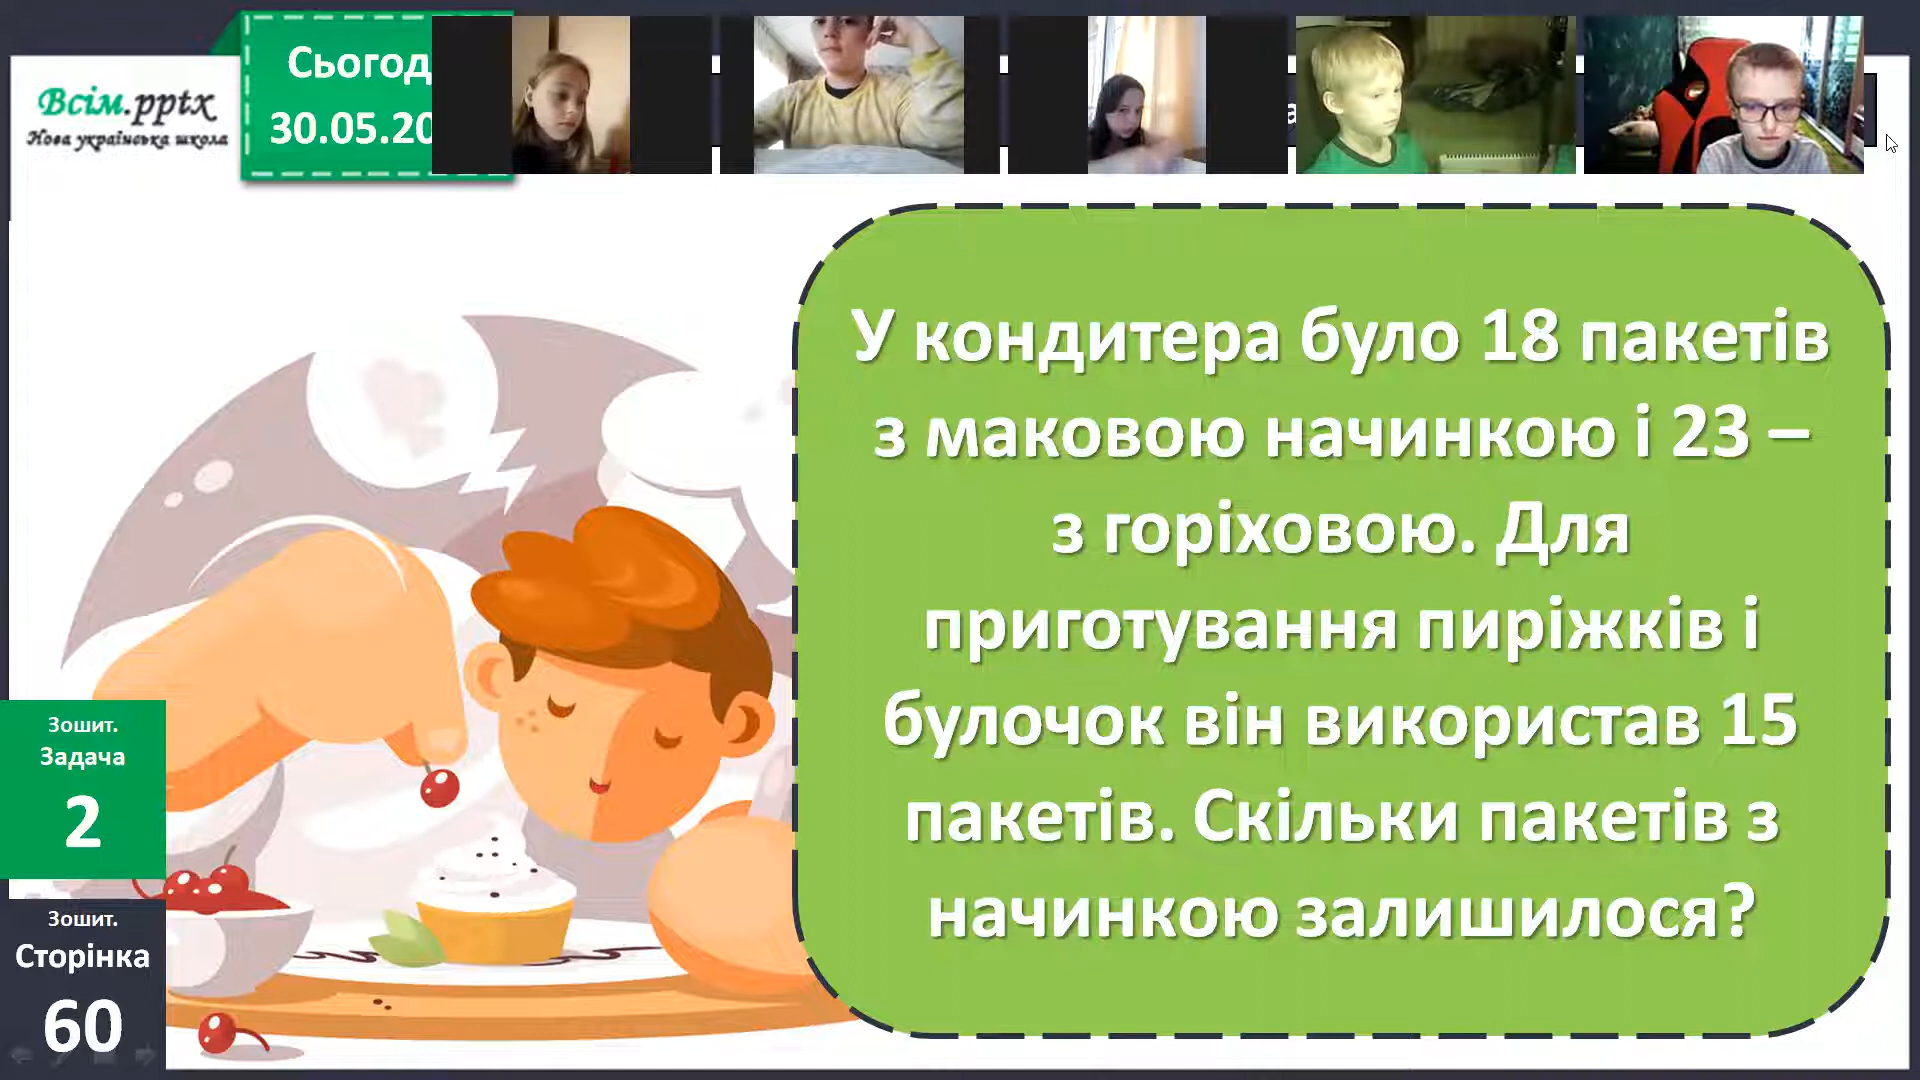 Всім.pptx
Нова українська школа
Сьогод
30.05.20
У кондитера було 18 пакетів
з маковою начинкою і 23 –
з горіховою. Для
приготування пиріжків і
булочок він використав 15
пакетів. Скільки пакетів з
начинкою залишилося?
Зошит.
Задача
2
Зошит.
Сторінка
60